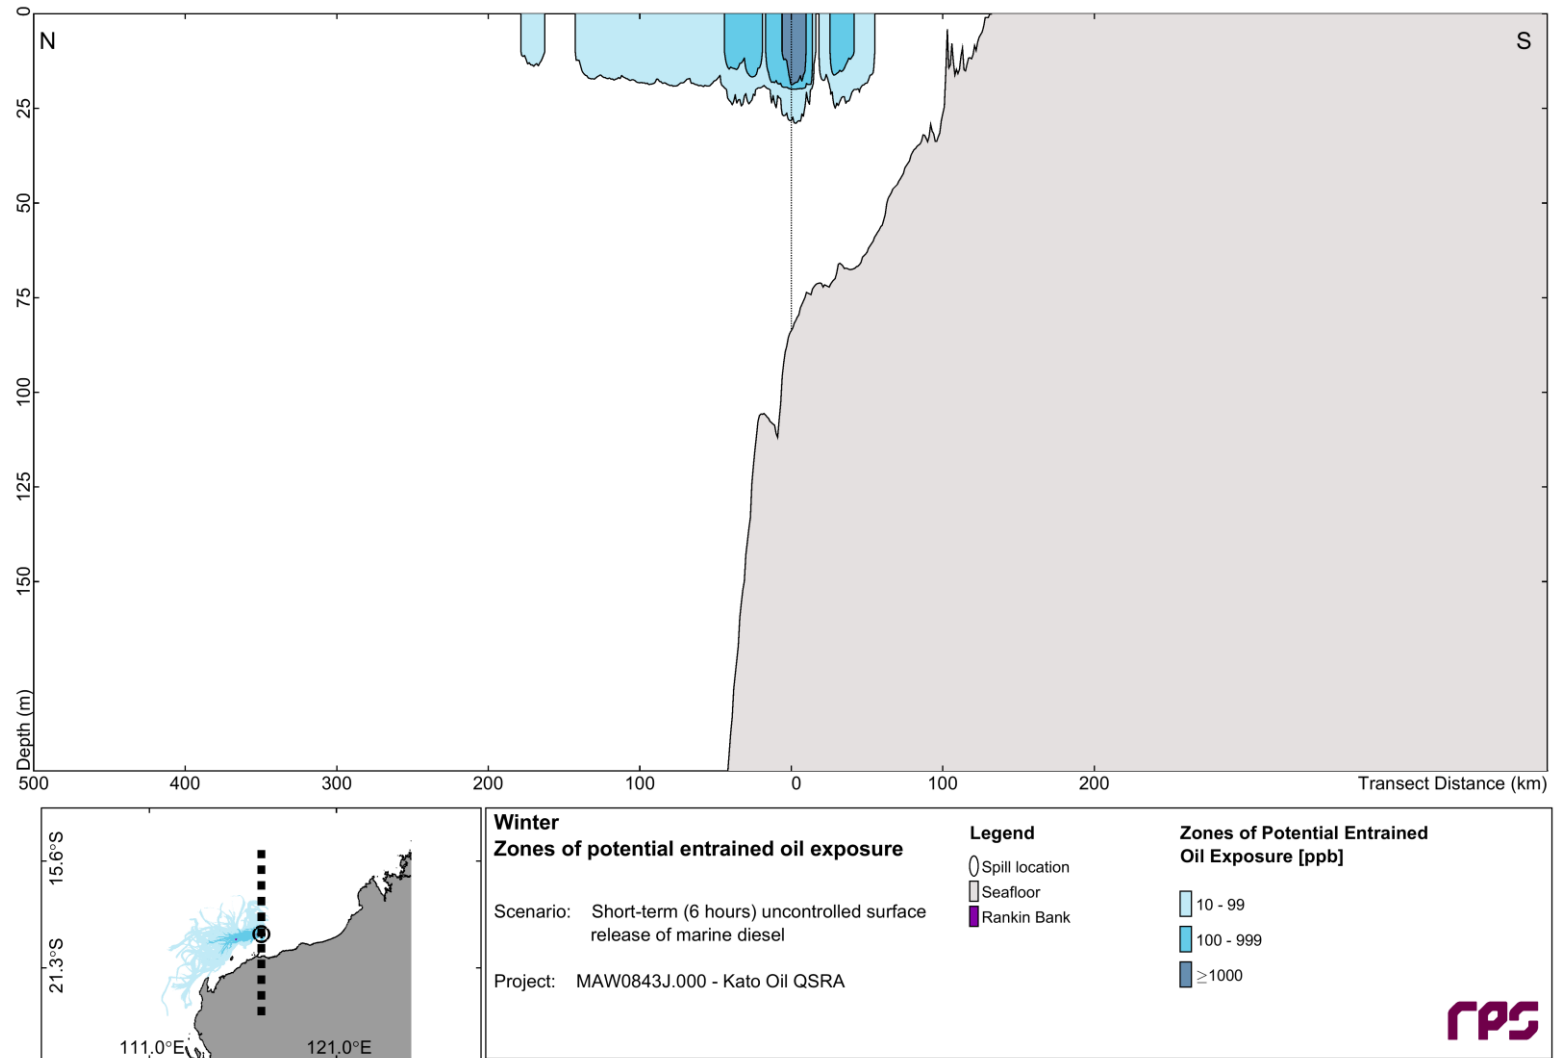 N
S
0
25
50
75
100
125
150
Depth (m)
500
400
300
200
100
0
100
200
Transect Distance (km)
15.6°S
21.3°S
111.0°E
121.0°E
Winter
Zones of potential entrained oil exposure
Scenario: Short-term (6 hours) uncontrolled surface
release of marine diesel
Project: MAW0843J.000 - Kato Oil QSRA
Legend
Spill location
Seafloor
Rankin Bank
Zones of Potential Entrained
Oil Exposure [ppb]
10 - 99
100 - 999
≥1000
rps